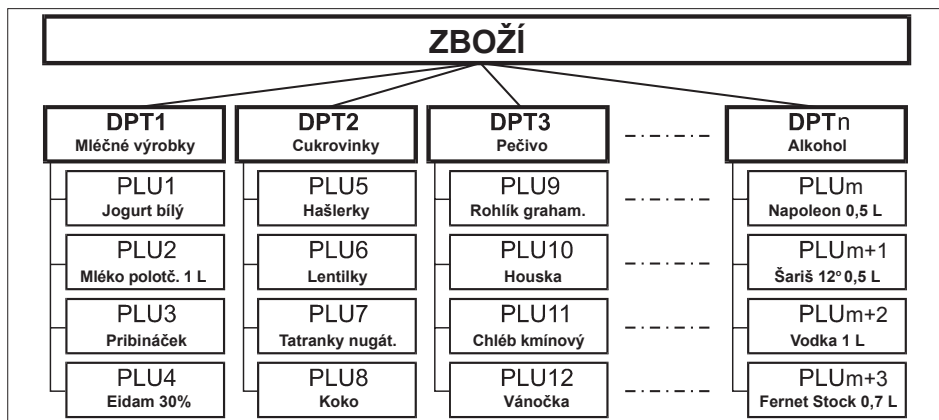 ZBOŽÍ
DPT1
Mléčné výrobky
PLU1
Jogurt bílý
PLU2
Mléko polotč. 1 L
PLU3
Pribináček
PLU4
Eidam 30%
DPT2
Cukrovinky
PLU5
Hašlerky
PLU6
Lentilky
PLU7
Tatranky nugát.
PLU8
Koko
DPT3
Pečivo
PLU9
Rohlík graham.
PLU10
Houska
PLU11
Chléb kmínový
PLU12
Vánočka
DPTn
Alkohol
PLUm
Napoleon 0,5 L
PLUm+1
Šariš 12º 0,5 L
PLUm+2
Vodka 1 L
PLUm+3
Fernet Stock 0,7 L